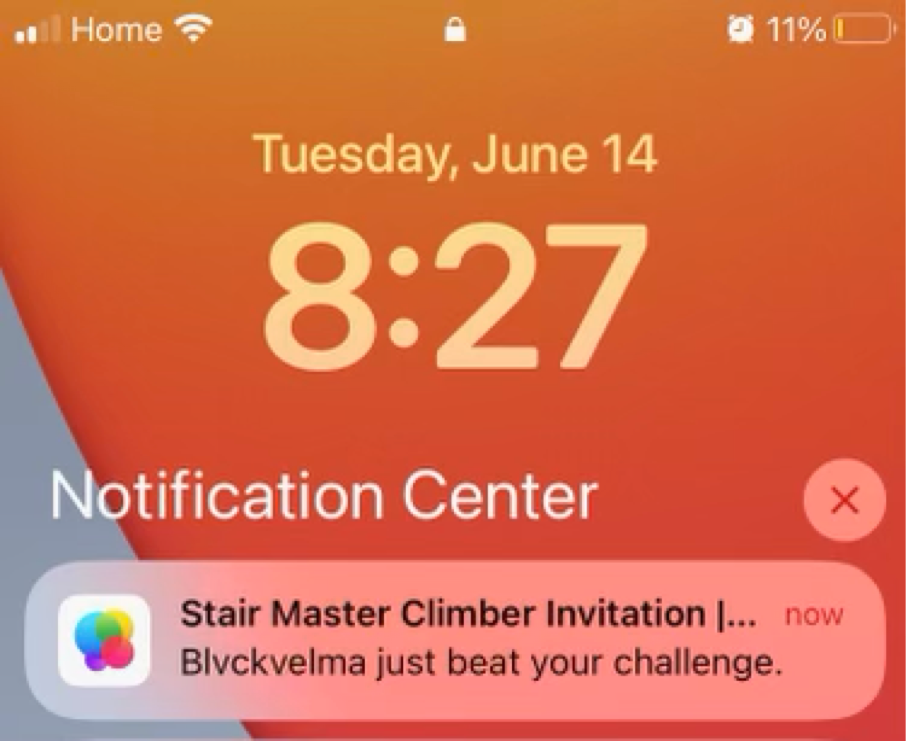 Home 11%
Tuesday, June 14
8:27
Notification Center
Stair Master Climber Invitation |... now
Blvckvelma just beat your challenge.